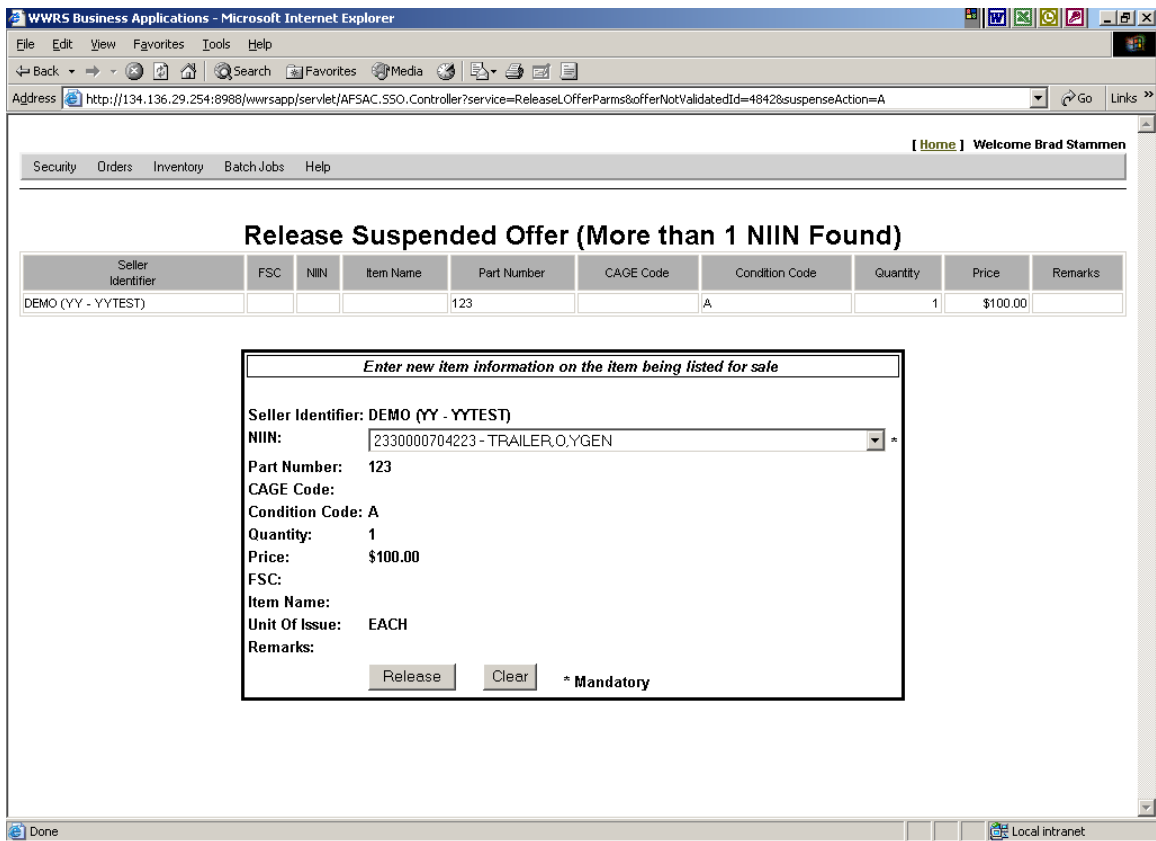 WWRS Business Applications - Microsoft Internet Explorer
File Edit View Favorites Tools Help
Back Search Favorites Media
Address http://134.136.29.254:8988/wwrsapp/servlet/AFSAC.SSO.Controller?service=ReleaseLOfferParms&offerNotValidatedId=4842&suspenseAction=A Go Links »
[ Home ] Welcome Brad Stammen
Security Orders Inventory Batch Jobs Help
Release Suspended Offer (More than 1 NIIN Found)
Seller Identifier FSC NIIN Item Name Part Number CAGE Code Condition Code Quantity Price Remarks
DEMO (YY - YYTEST) 123 A 1 $100.00
Enter new item information on the item being listed for sale
Seller Identifier: DEMO (YY - YYTEST)
NIIN: 2330000704223 - TRAILER,O,YGEN *
Part Number: 123
CAGE Code:
Condition Code: A
Quantity: 1
Price: $100.00
FSC:
Item Name:
Unit Of Issue: EACH
Remarks:
Release Clear * Mandatory
Done Local intranet